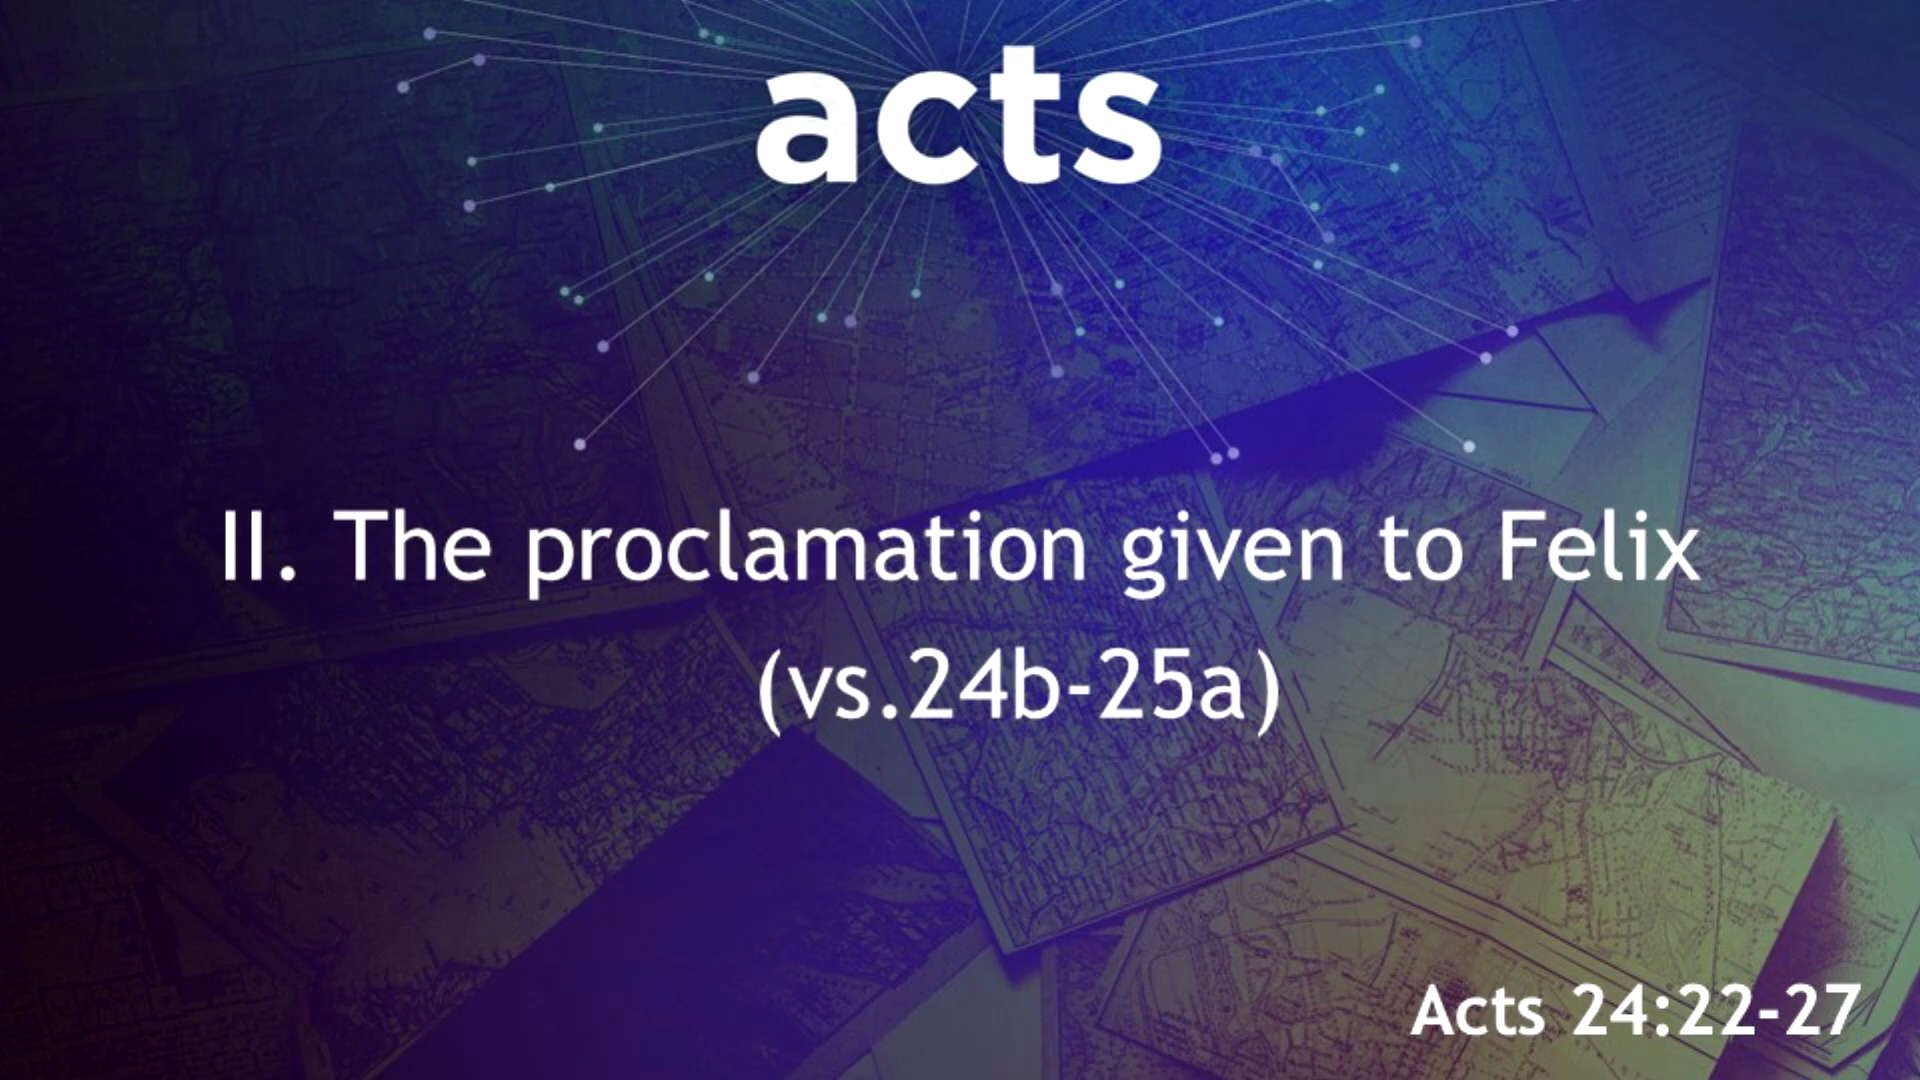 acts
II. The proclamation given to Felix
(vs.24b-25a)
Acts 24:22-27